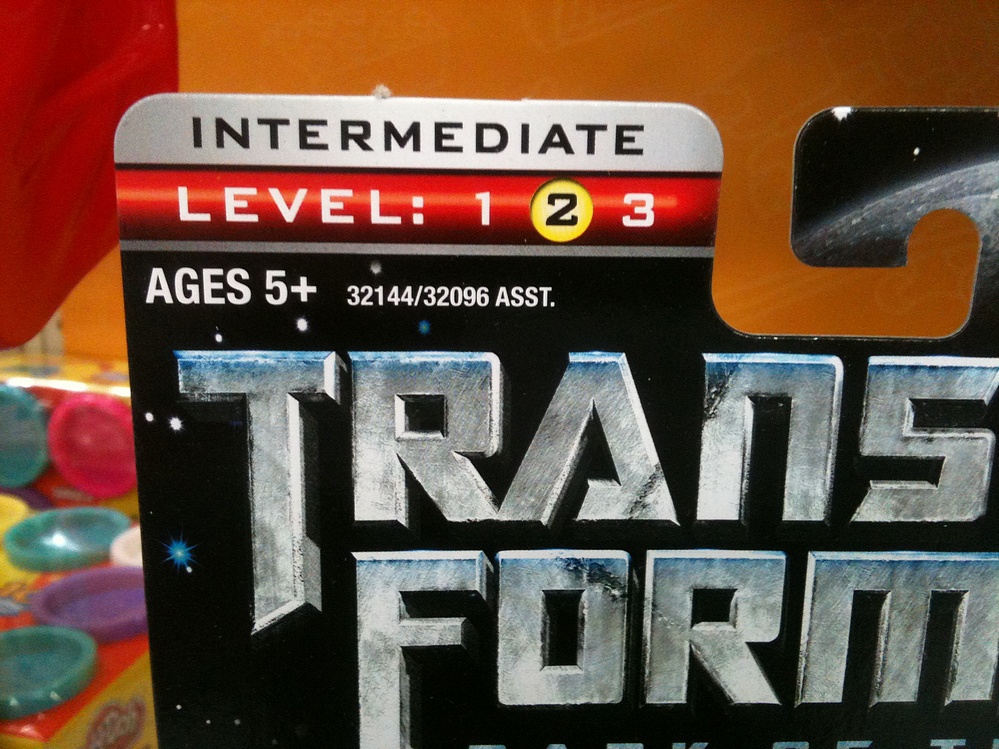 INTERMEDIATE
LEVEL: 1 2 3
AGES 5+ 32144/32096 ASST.
TRANS
FORM